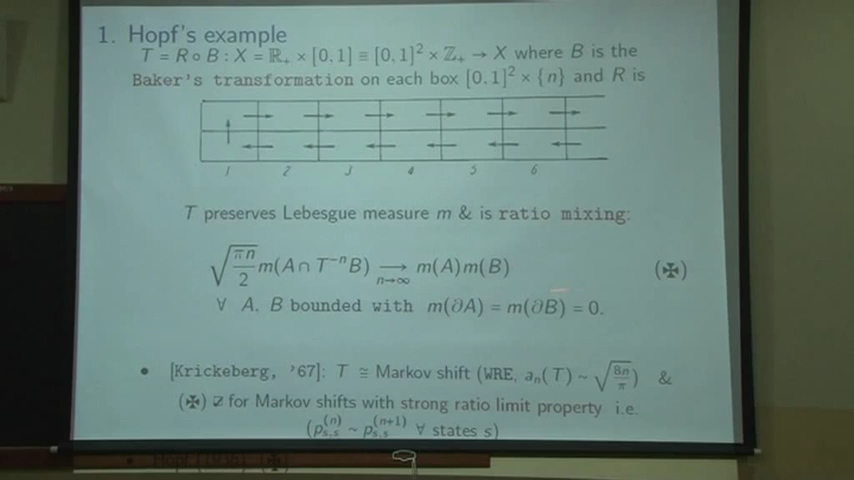 1. Hopf's example
T = R ∘ B : X = ℝ₊ × [0, 1] ≡ [0, 1]² × ℤ₊ → X where B is the
Baker's transformation on each box [0, 1]² × {n} and R is
1 2 3 4 5 6
T preserves Lebesgue measure m & is ratio mixing:
√(πn/2) m(A ∩ T⁻ⁿB) ⟶ m(A)m(B) (✠)
n→∞
∀ A, B bounded with m(∂A) = m(∂B) = 0.
• [Krickeberg, '67]: T ≅ Markov shift (WRE, aₙ(T) ~ √(8n/π)) &
(✠) for Markov shifts with strong ratio limit property i.e.
(p_{s,s}^{(n)} ~ p_{s,s}^{(n+1)} ∀ states s)